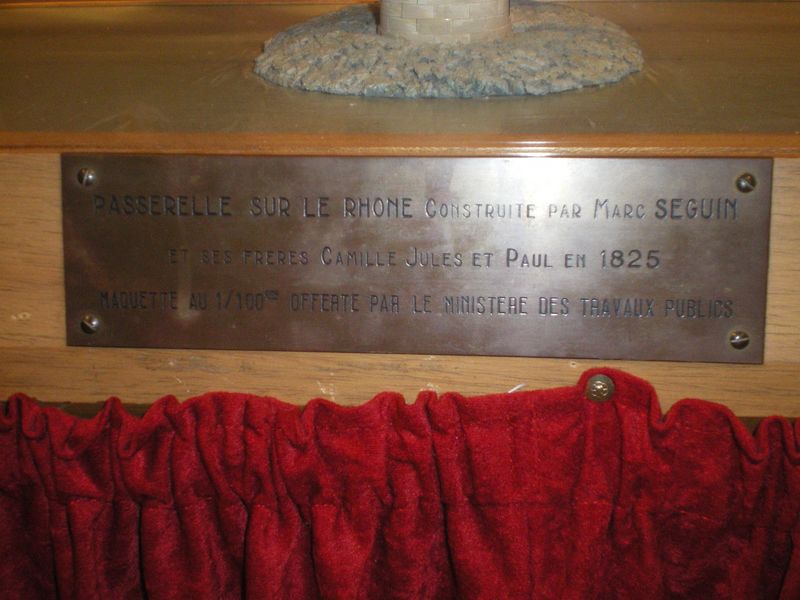 PASSERELLE SUR LE RHONE CONSTRUITE PAR MARC SEGUIN
ET SES FRERES CAMILLE JULES ET PAUL EN 1825
MAQUETTE AU 1/100EME OFFERTE PAR LE MINISTERE DES TRAVAUX PUBLICS